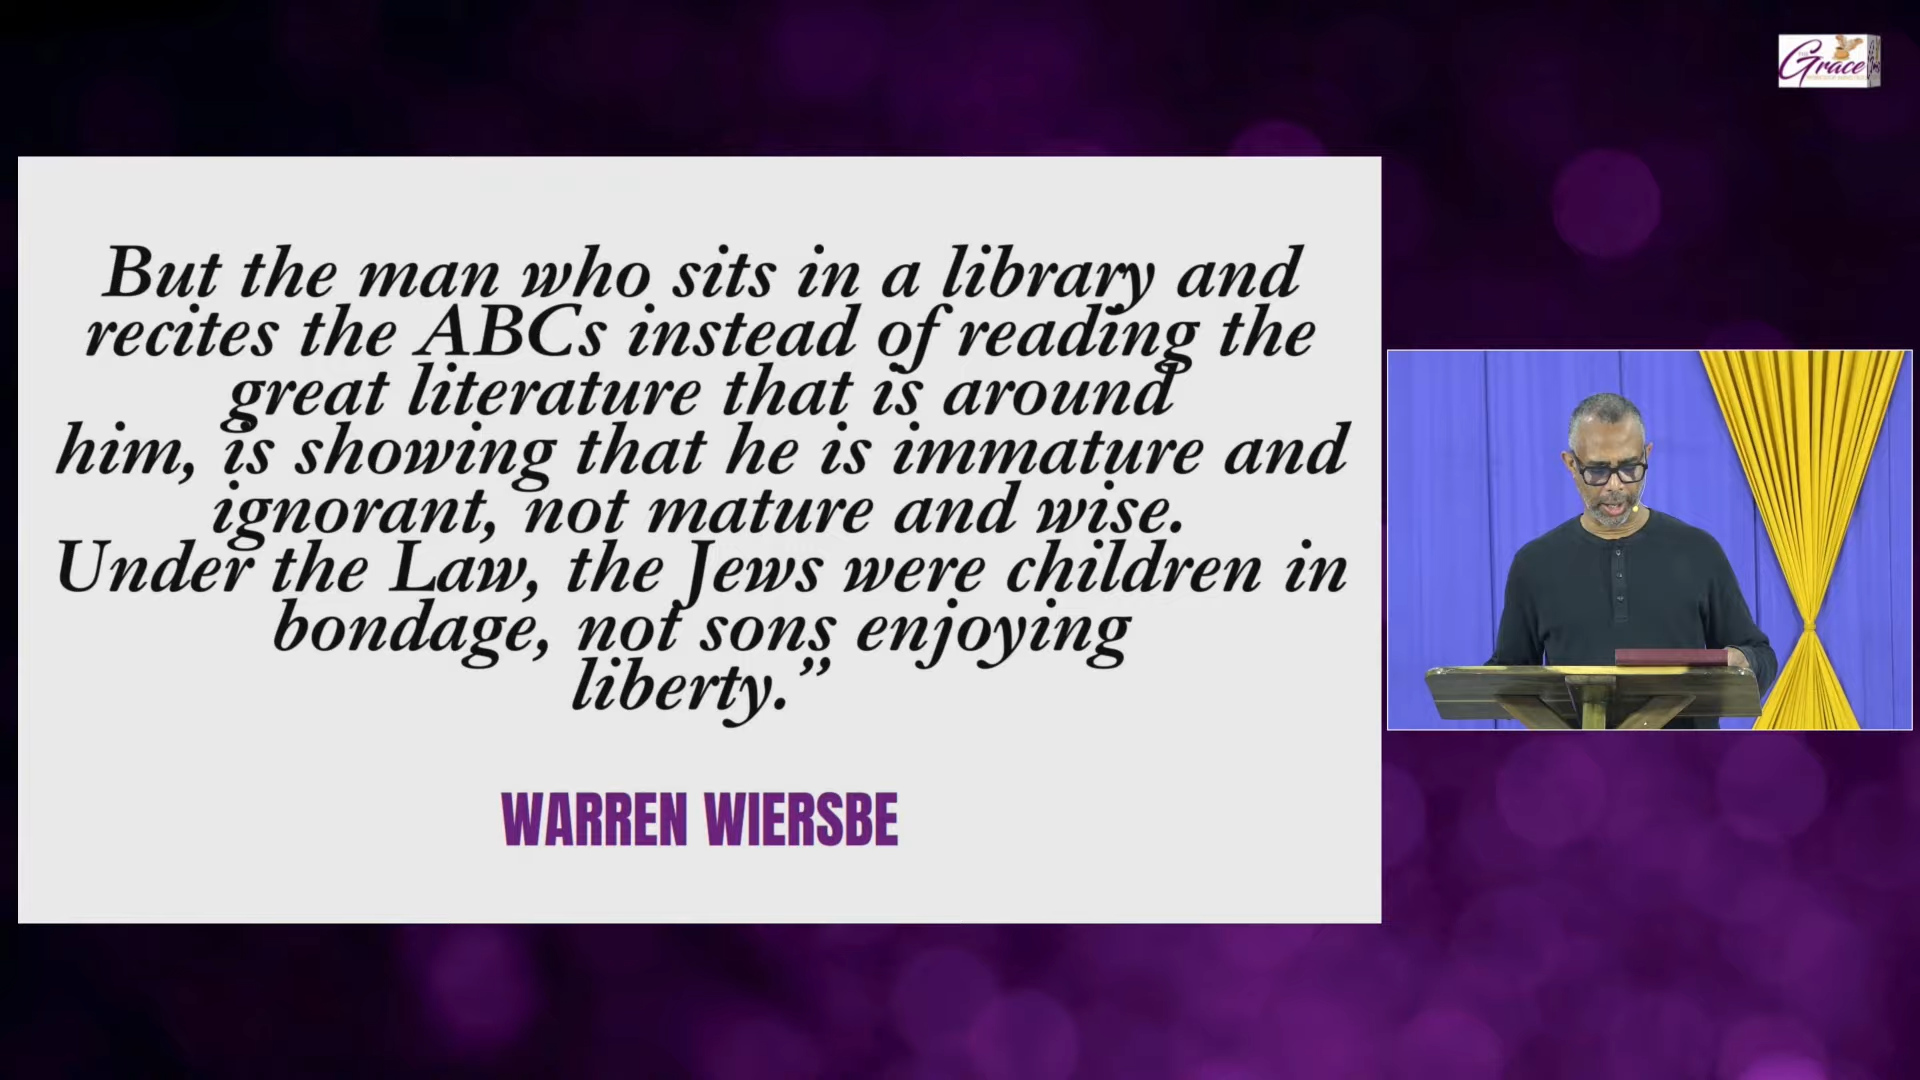 Grace
But the man who sits in a library and
recites the ABCs instead of reading the
great literature that is around
him, is showing that he is immature and
ignorant, not mature and wise.
Under the Law, the Jews were children in
bondage, not sons enjoying
liberty.”
WARREN WIERSBE